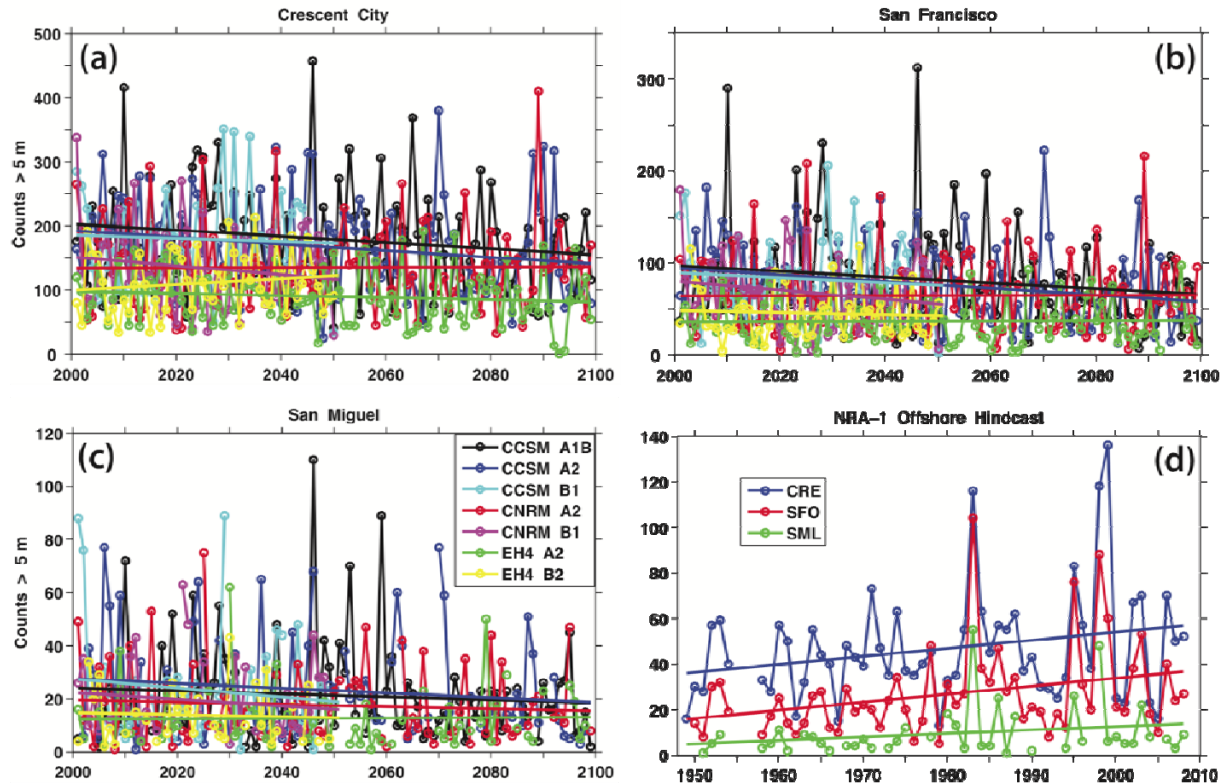 Crescent City
(a)
Counts > 5 m
500
400
300
200
100
0
2000 2020 2040 2060 2080 2100
San Francisco
(b)
300
200
100
0
2001 2020 2040 2060 2080 2100
San Miguel
(c)
Counts > 5 m
120
100
80
60
40
20
0
2000 2020 2040 2060 2080 2100
CCSM A1B
CCSM A2
CCSM B1
CNRM A2
CNRM B1
EH4 A2
EH4 B2
NRA-1 Offshore Hindcast
(d)
140
120
100
80
60
40
20
0
1950 1960 1970 1980 1990 2000 2010
CRE
SFO
SML